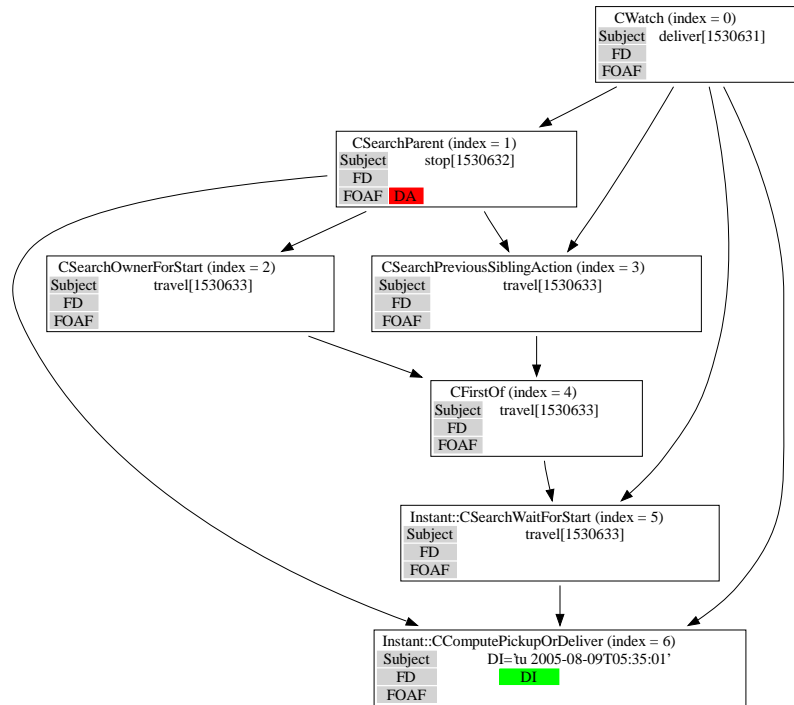 CWatch (index = 0)
Subject deliver[1530631]
FD
FOAF
CSearchParent (index = 1)
Subject stop[1530632]
FD
FOAF DA
CSearchOwnerForStart (index = 2)
Subject travel[1530633]
FD
FOAF
CSearchPreviousSiblingAction (index = 3)
Subject travel[1530633]
FD
FOAF
CFirstOf (index = 4)
Subject travel[1530633]
FD
FOAF
Instant::CSearchWaitForStart (index = 5)
Subject travel[1530633]
FD
FOAF
Instant::CComputePickupOrDeliver (index = 6)
Subject DI='tu 2005-08-09T05:35:01'
FD DI
FOAF